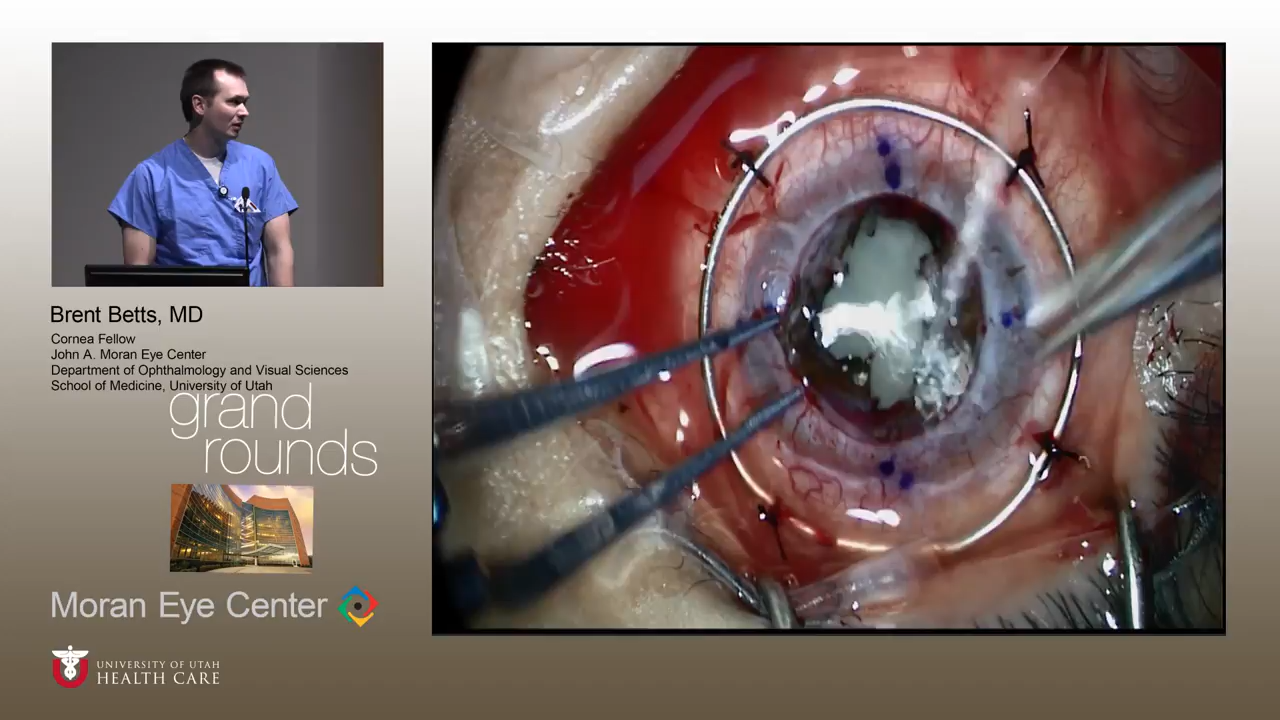 Brent Betts, MD
Cornea Fellow
John A. Moran Eye Center
Department of Ophthalmology and Visual Sciences
School of Medicine, University of Utah
grand
rounds
Moran Eye Center
UNIVERSITY OF UTAH
HEALTH CARE